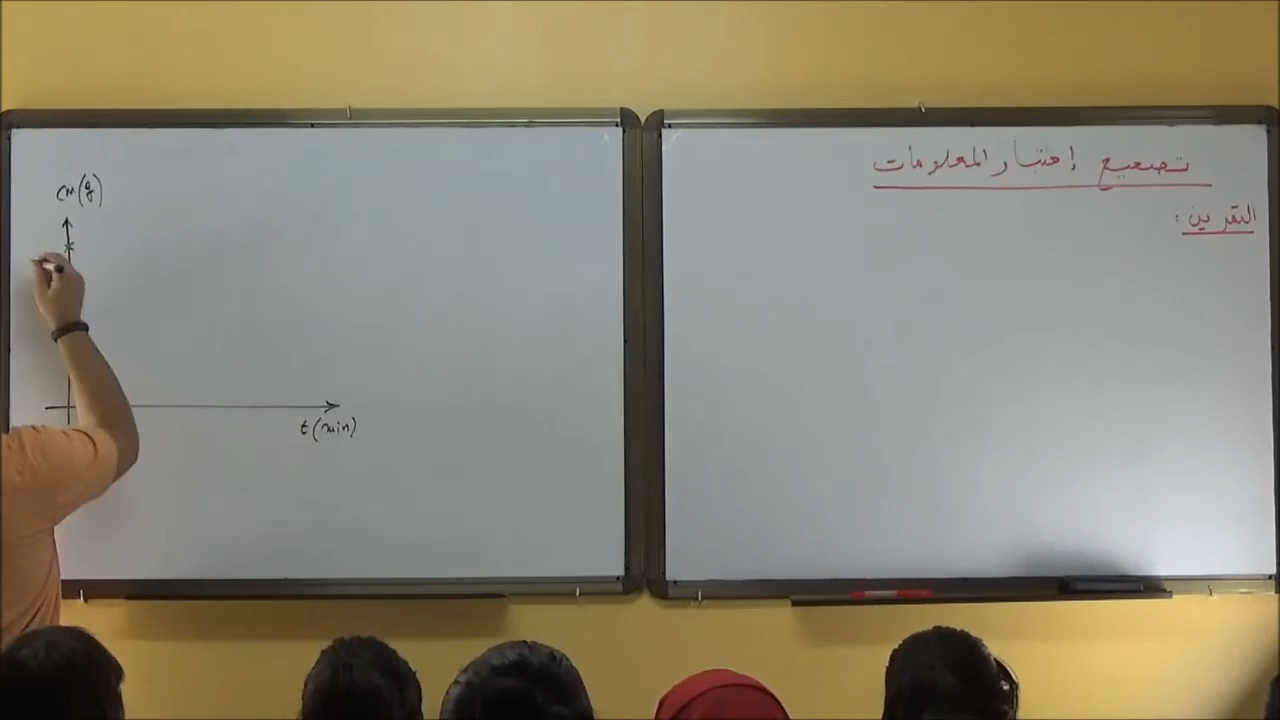 تصحيح إختبار المعلومات
التمرين :
m(g)
t(min)